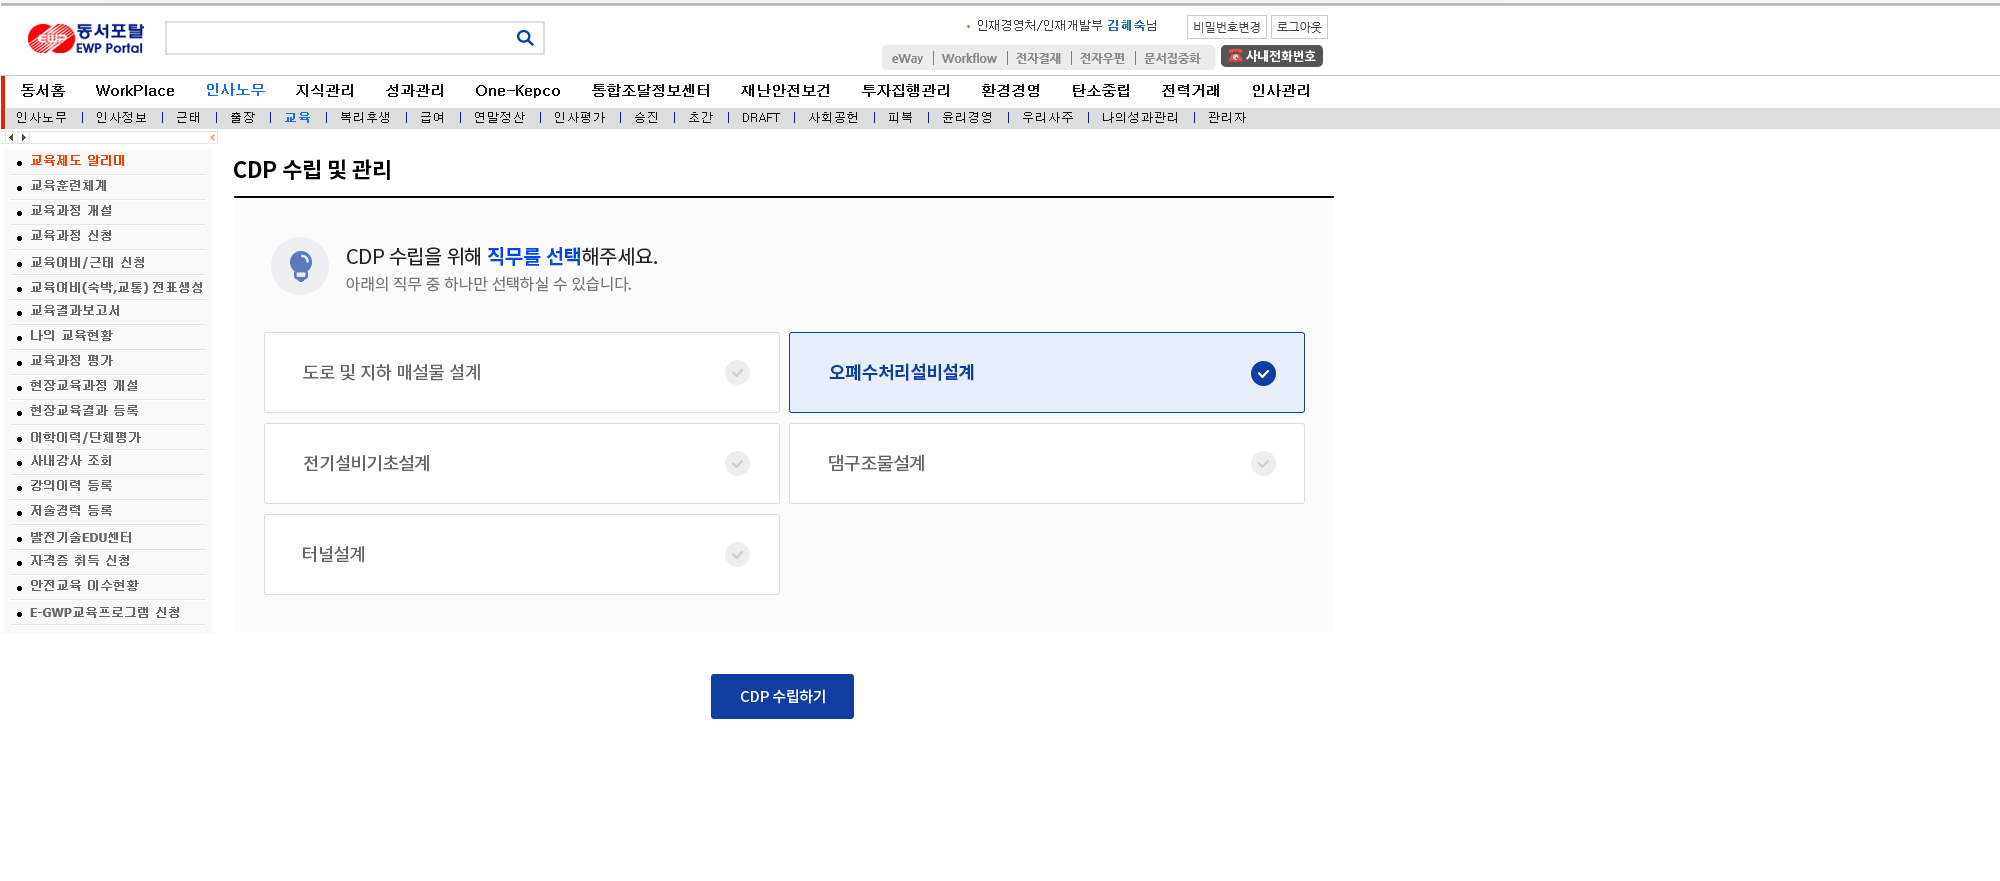 동서포탈
EWP
EWP Portal
인재경영처/인재개발부 김혜숙님
비밀번호변경 로그아웃
eWay | Workflow | 전자결재 | 전자우편 | 문서집중화
사내전화번호
동서홈 WorkPlace 인사노무 지식관리 성과관리 One-Kepco 통합조달정보센터 재난안전보건 투자집행관리 환경경영 탄소중립 전력거래 인사관리
인사노무 | 인사정보 | 근태 | 출장 | 교육 | 복리후생 | 급여 | 연말정산 | 인사평가 | 승진 | 초간 | DRAFT | 사회공헌 | 피복 | 윤리경영 | 우리사주 | 나의성과관리 | 관리자
교육제도 알리미
교육훈련체계
교육과정 개설
교육과정 신청
교육여비/근태 신청
교육여비(숙박,교통) 전표생성
교육결과보고서
나의 교육현황
교육과정 평가
현장교육과정 개설
현장교육결과 등록
어학이력/단체평가
사내강사 조회
강의이력 등록
저술경력 등록
발전기술EDU센터
자격증 취득 신청
안전교육 이수현황
E-GWP교육프로그램 신청
CDP 수립 및 관리
CDP 수립을 위해 직무를 선택해주세요.
아래의 직무 중 하나만 선택하실 수 있습니다.
도로 및 지하 매설물 설계
오폐수처리설비설계
전기설비기초설계
댐구조물설계
터널설계
CDP 수립하기